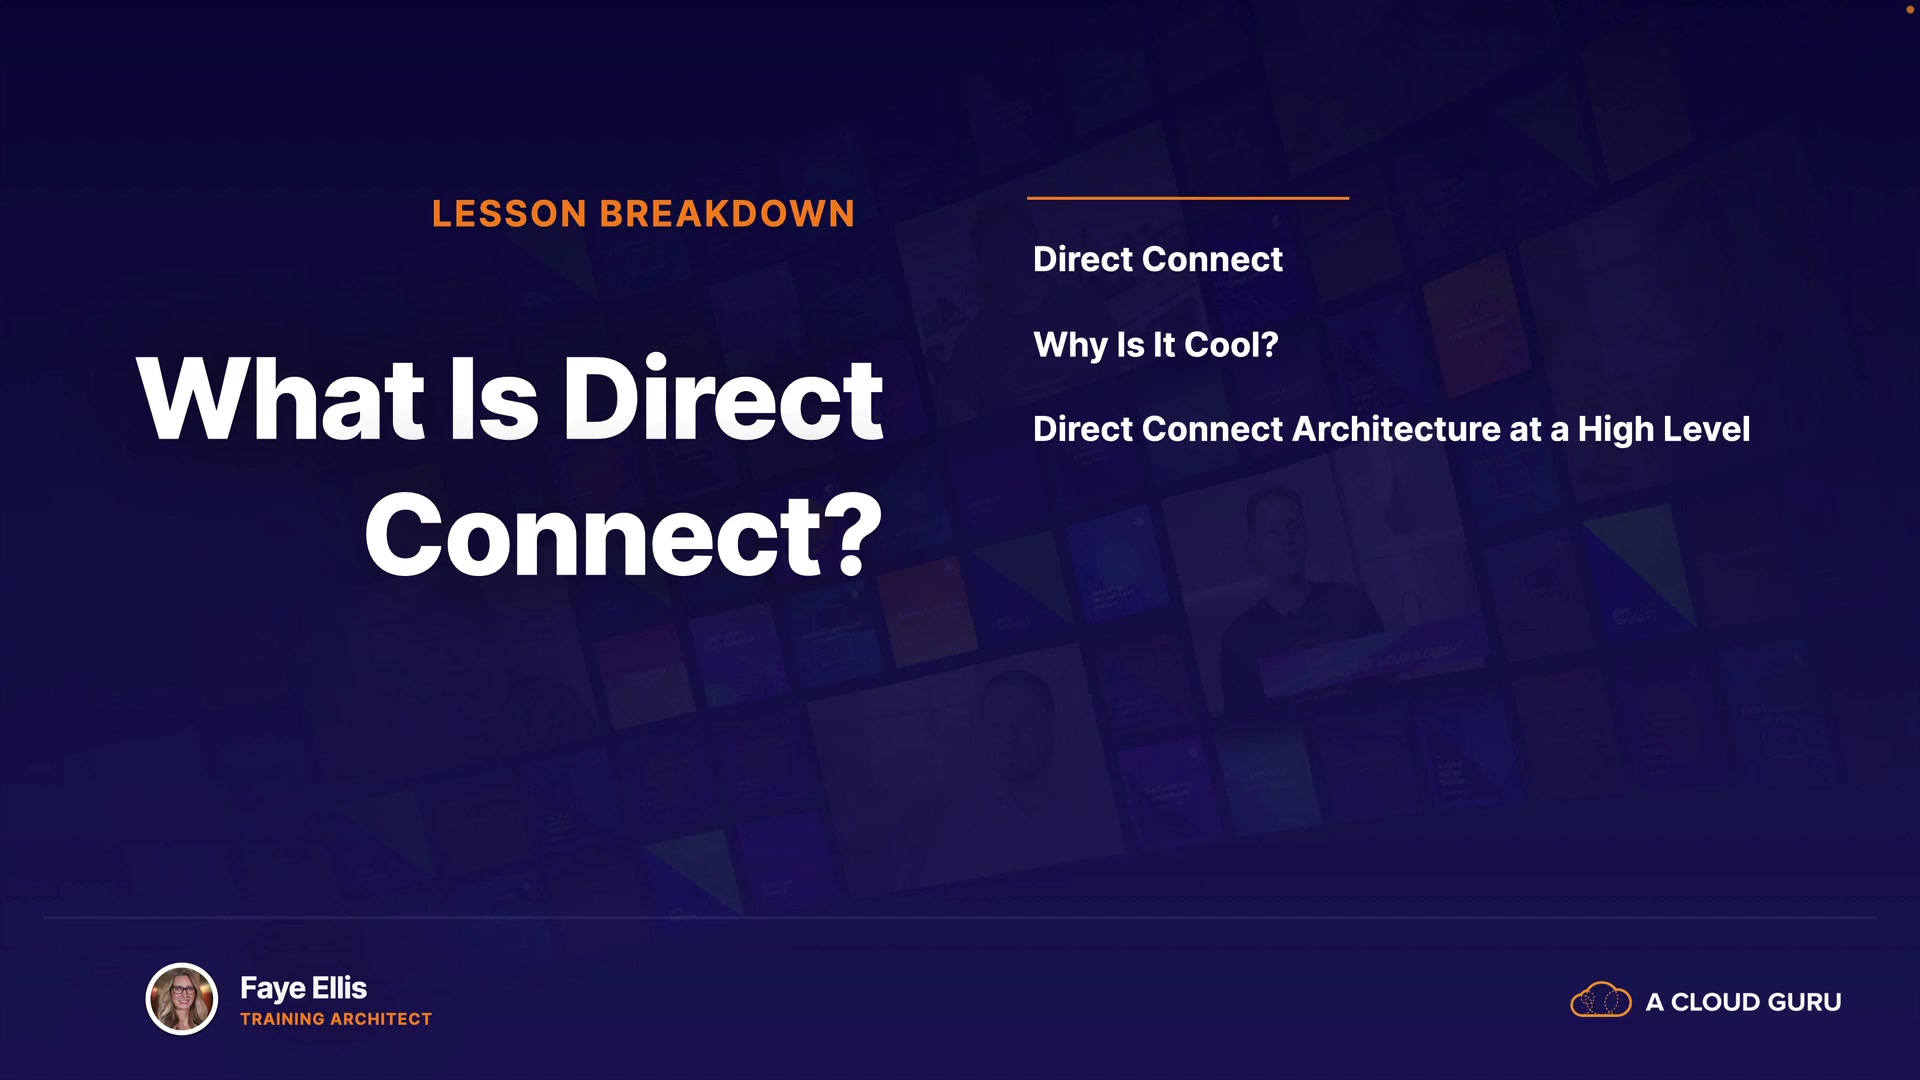 LESSON BREAKDOWN
What Is Direct
Connect?
Direct Connect
Why Is It Cool?
Direct Connect Architecture at a High Level
Faye Ellis
TRAINING ARCHITECT
A CLOUD GURU